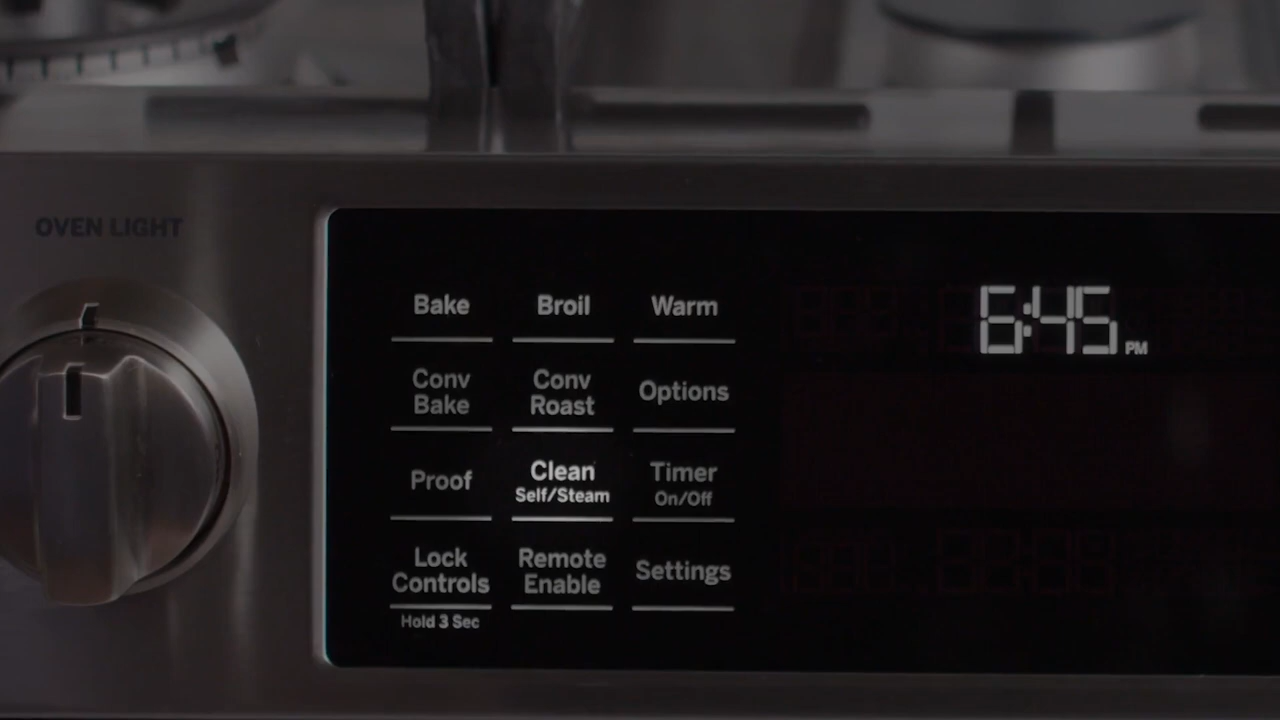 OVEN LIGHT
Bake
Broil
Warm
6:45 PM
Conv
Bake
Conv
Roast
Options
Proof
Clean
Self/Steam
Timer
On/Off
Lock
Controls
Hold 3 Sec
Remote
Enable
Settings